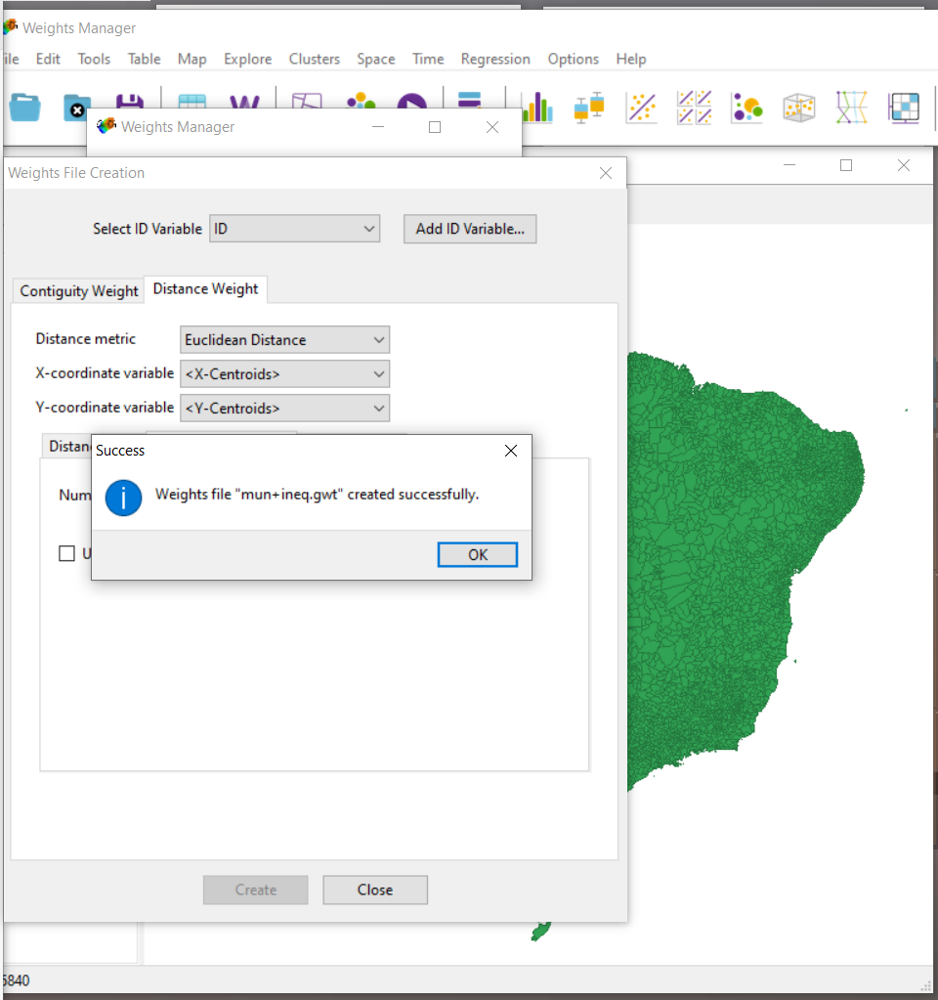 Weights Manager
ile Edit Tools Table Map Explore Clusters Space Time Regression Options Help
Weights Manager
Weights File Creation
Select ID Variable ID Add ID Variable...
Contiguity Weight Distance Weight
Distance metric Euclidean Distance
X-coordinate variable <X-Centroids>
Y-coordinate variable <Y-Centroids>
Distan
Success
Num
Weights file "mun+ineq.gwt" created successfully.
U
OK
Create Close
5840